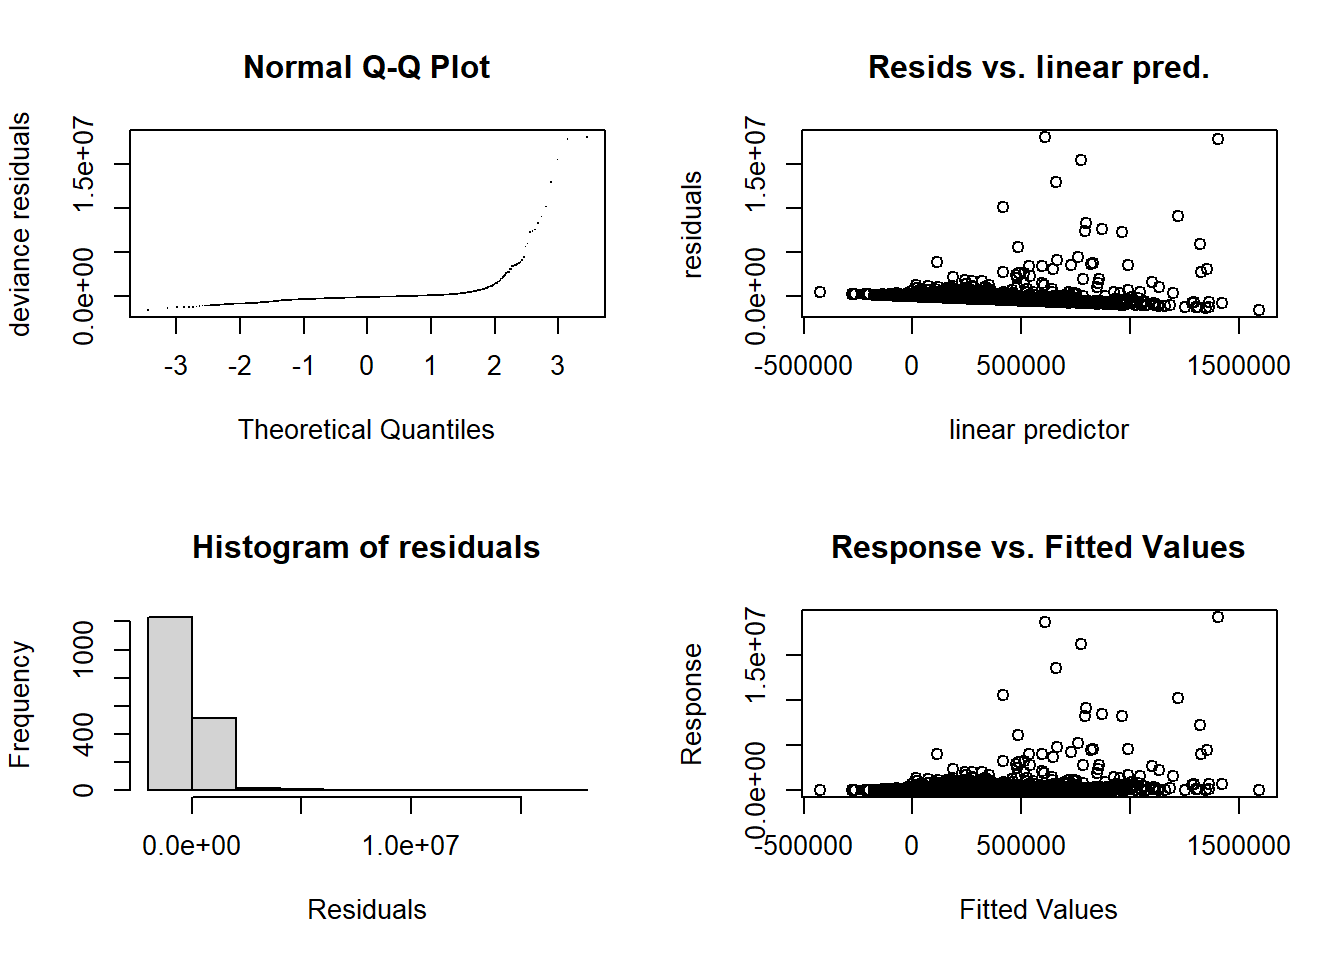 Normal Q-Q Plot
deviance residuals
0.0e+00 1.5e+07
-3 -2 -1 0 1 2 3
Theoretical Quantiles
Resids vs. linear pred.
residuals
0.0e+00 1.5e+07
-500000 0 500000 1500000
linear predictor
Histogram of residuals
Frequency
0 400 1000
0.0e+00 1.0e+07
Residuals
Response vs. Fitted Values
Response
0.0e+00 1.5e+07
-500000 0 500000 1500000
Fitted Values